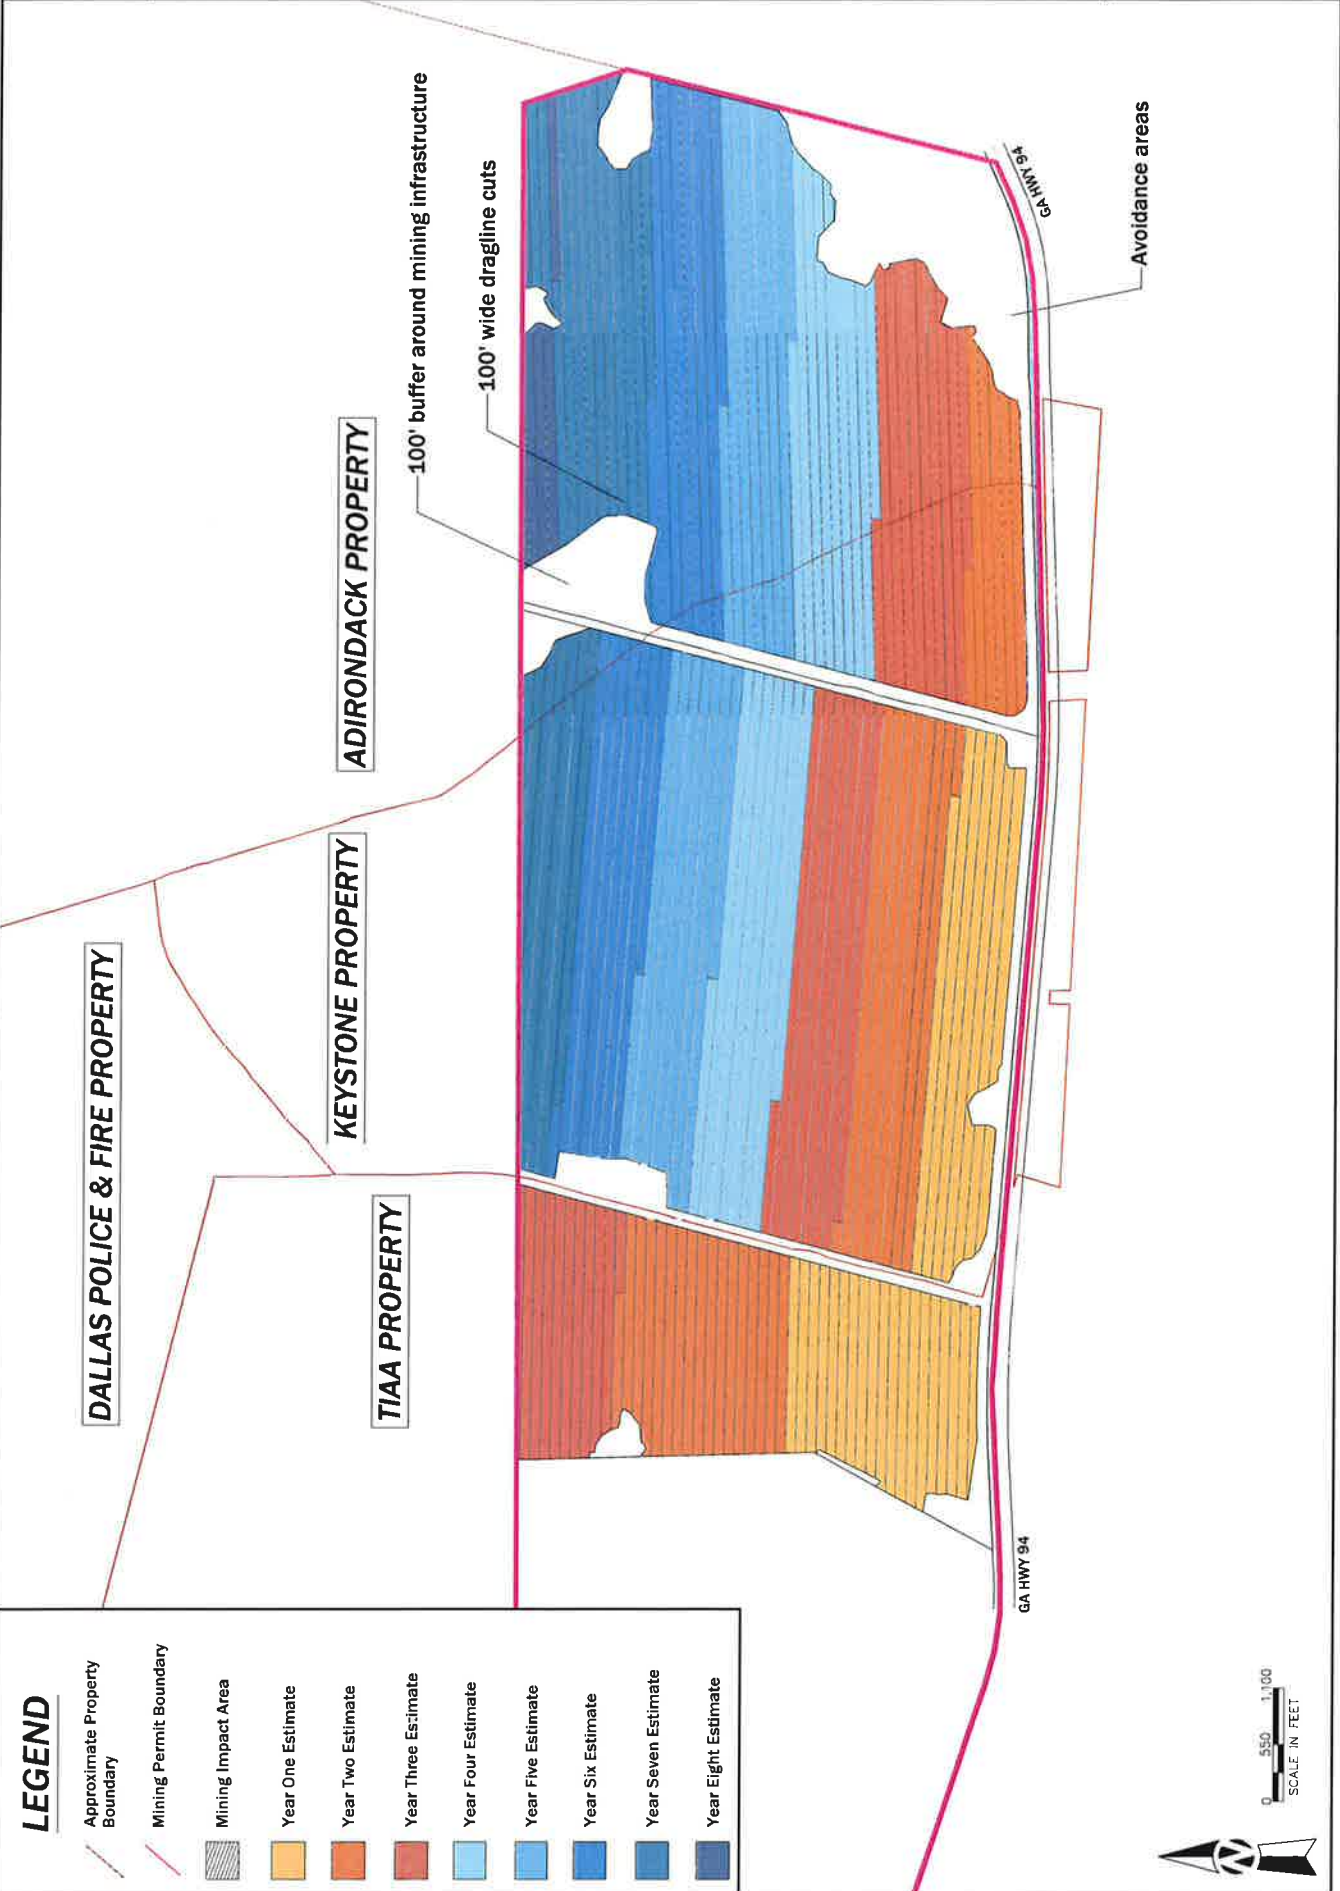 LEGEND
Approximate Property
Boundary
Mining Permit Boundary
Mining Impact Area
Year One Estimate
Year Two Estimate
Year Three Estimate
Year Four Estimate
Year Five Estimate
Year Six Estimate
Year Seven Estimate
Year Eight Estimate
DALLAS POLICE & FIRE PROPERTY
TIAA PROPERTY
KEYSTONE PROPERTY
ADIRONDACK PROPERTY
100' buffer around mining infrastructure
100' wide dragline cuts
GA HWY 94
GA HWY 94
Avoidance areas
N
0 550 1,100
SCALE IN FEET